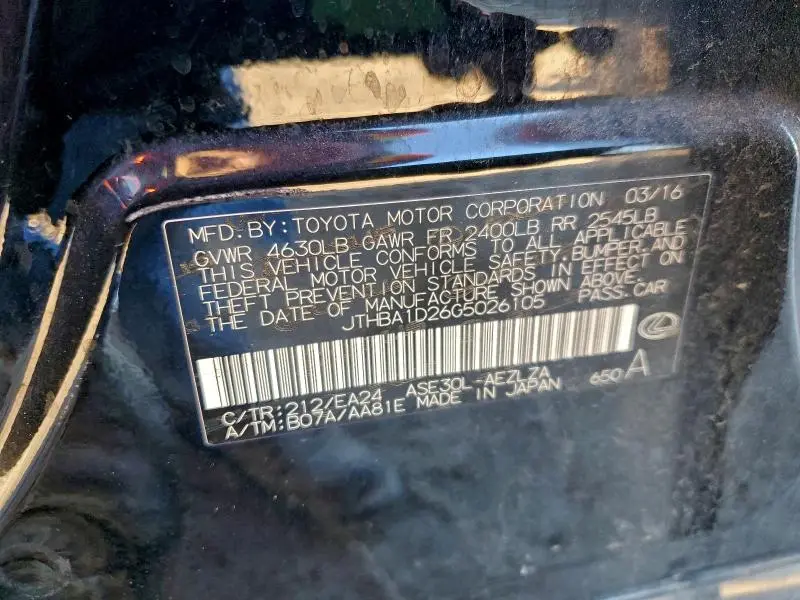 MFD.BY:TOYOTA MOTOR CORPORATION 03/16
GVWR 4630LB GAWR FR 2400LB RR 2545LB
THIS VEHICLE CONFORMS TO ALL APPLICABLE
FEDERAL MOTOR VEHICLE SAFETY,BUMPER,AND
THEFT PREVENTION STANDARDS IN EFFECT ON
THE DATE OF MANUFACTURE SHOWN ABOVE.
JTHBA1D26G5026105 PASS.CAR
C/TR:212/EA24 ASE30L-AEZLZA
A/TM:B07A/AA81E MADE IN JAPAN 650 A